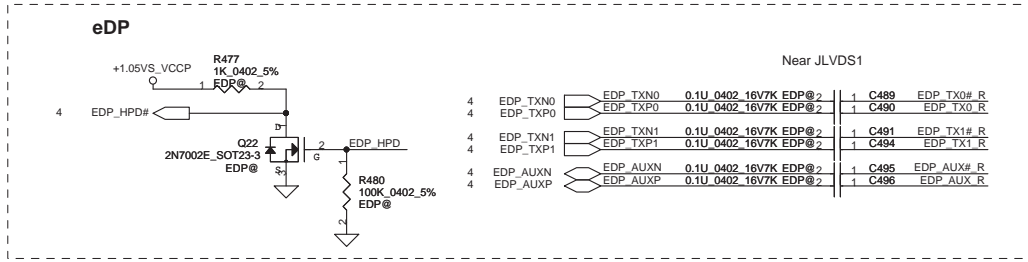 eDP
+1.05VS_VCCP
R477
1K_0402_5%
EDP@
1
2
4 EDP_HPD#
D
Q22
2N7002E_SOT23-3
EDP@
1
2
G
EDP_HPD
S
3
1
R480
100K_0402_5%
EDP@
2
Near JLVDS1
4 EDP_TXN0 EDP_TXN0 0.1U_0402_16V7K EDP@ 2 1 C489 EDP_TX0#_R
4 EDP_TXP0 EDP_TXP0 0.1U_0402_16V7K EDP@ 2 1 C490 EDP_TX0_R
4 EDP_TXN1 EDP_TXN1 0.1U_0402_16V7K EDP@ 2 1 C491 EDP_TX1#_R
4 EDP_TXP1 EDP_TXP1 0.1U_0402_16V7K EDP@ 2 1 C494 EDP_TX1_R
4 EDP_AUXN EDP_AUXN 0.1U_0402_16V7K EDP@ 2 1 C495 EDP_AUX#_R
4 EDP_AUXP EDP_AUXP 0.1U_0402_16V7K EDP@ 2 1 C496 EDP_AUX_R